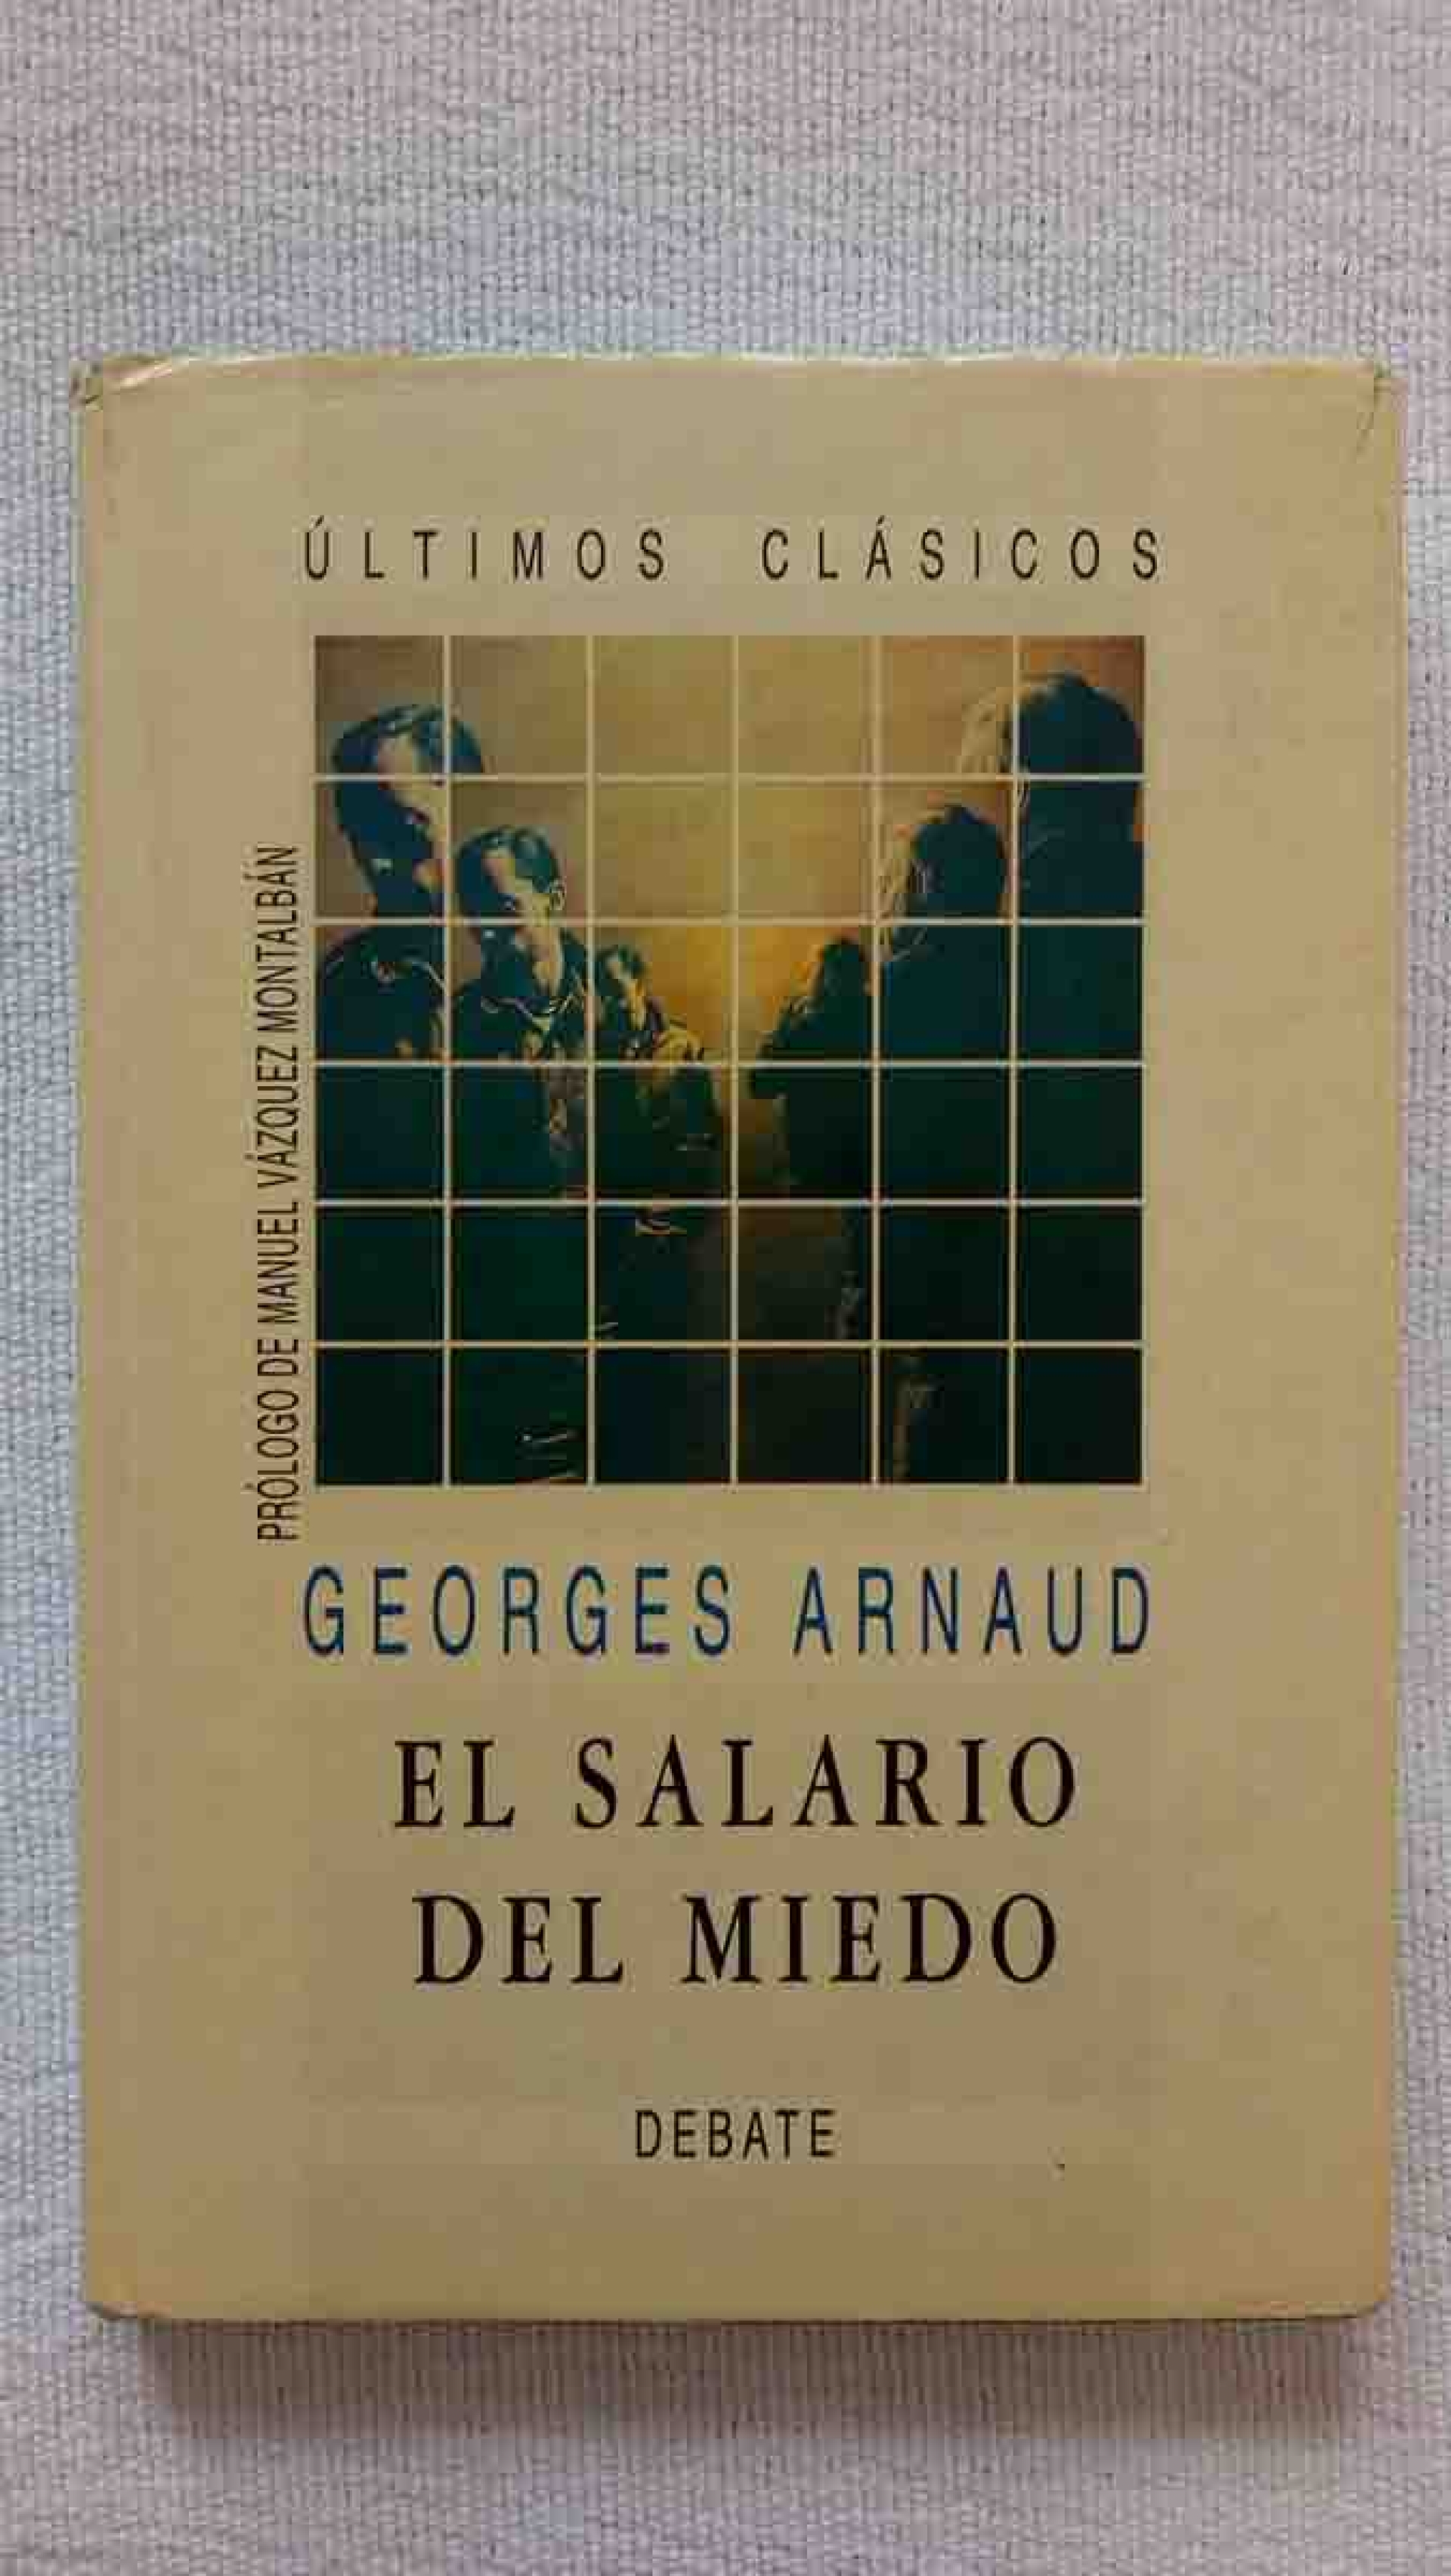 ÚLTIMOS CLÁSICOS
PRÓLOGO DE MANUEL VÁZQUEZ MONTALBÁN
GEORGES ARNAUD
EL SALARIO
DEL MIEDO
DEBATE